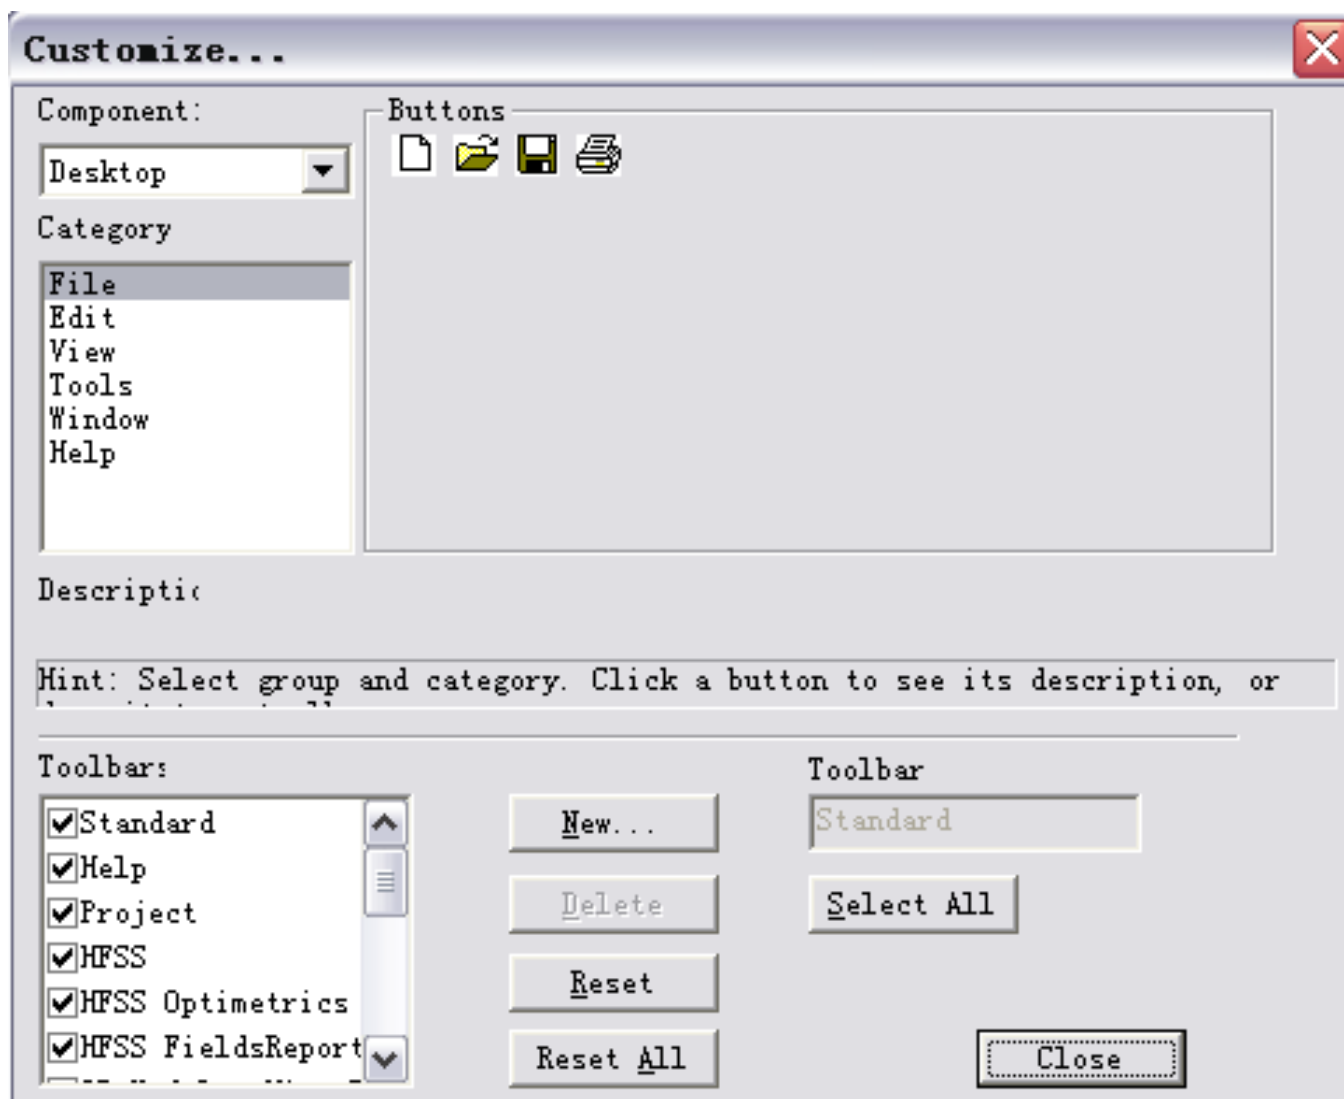 Customize...
Component:
Desktop
Buttons
Category
File
Edit
View
Tools
Window
Help
Hint: Select group and category. Click a button to see its description, or
Toolbar
Standard
Help
Project
HFSS
HFSS Optimetrics
HFSS FieldsReport
New...
Delete
Reset
Reset All
Toolbar
Standard
Select All
Close